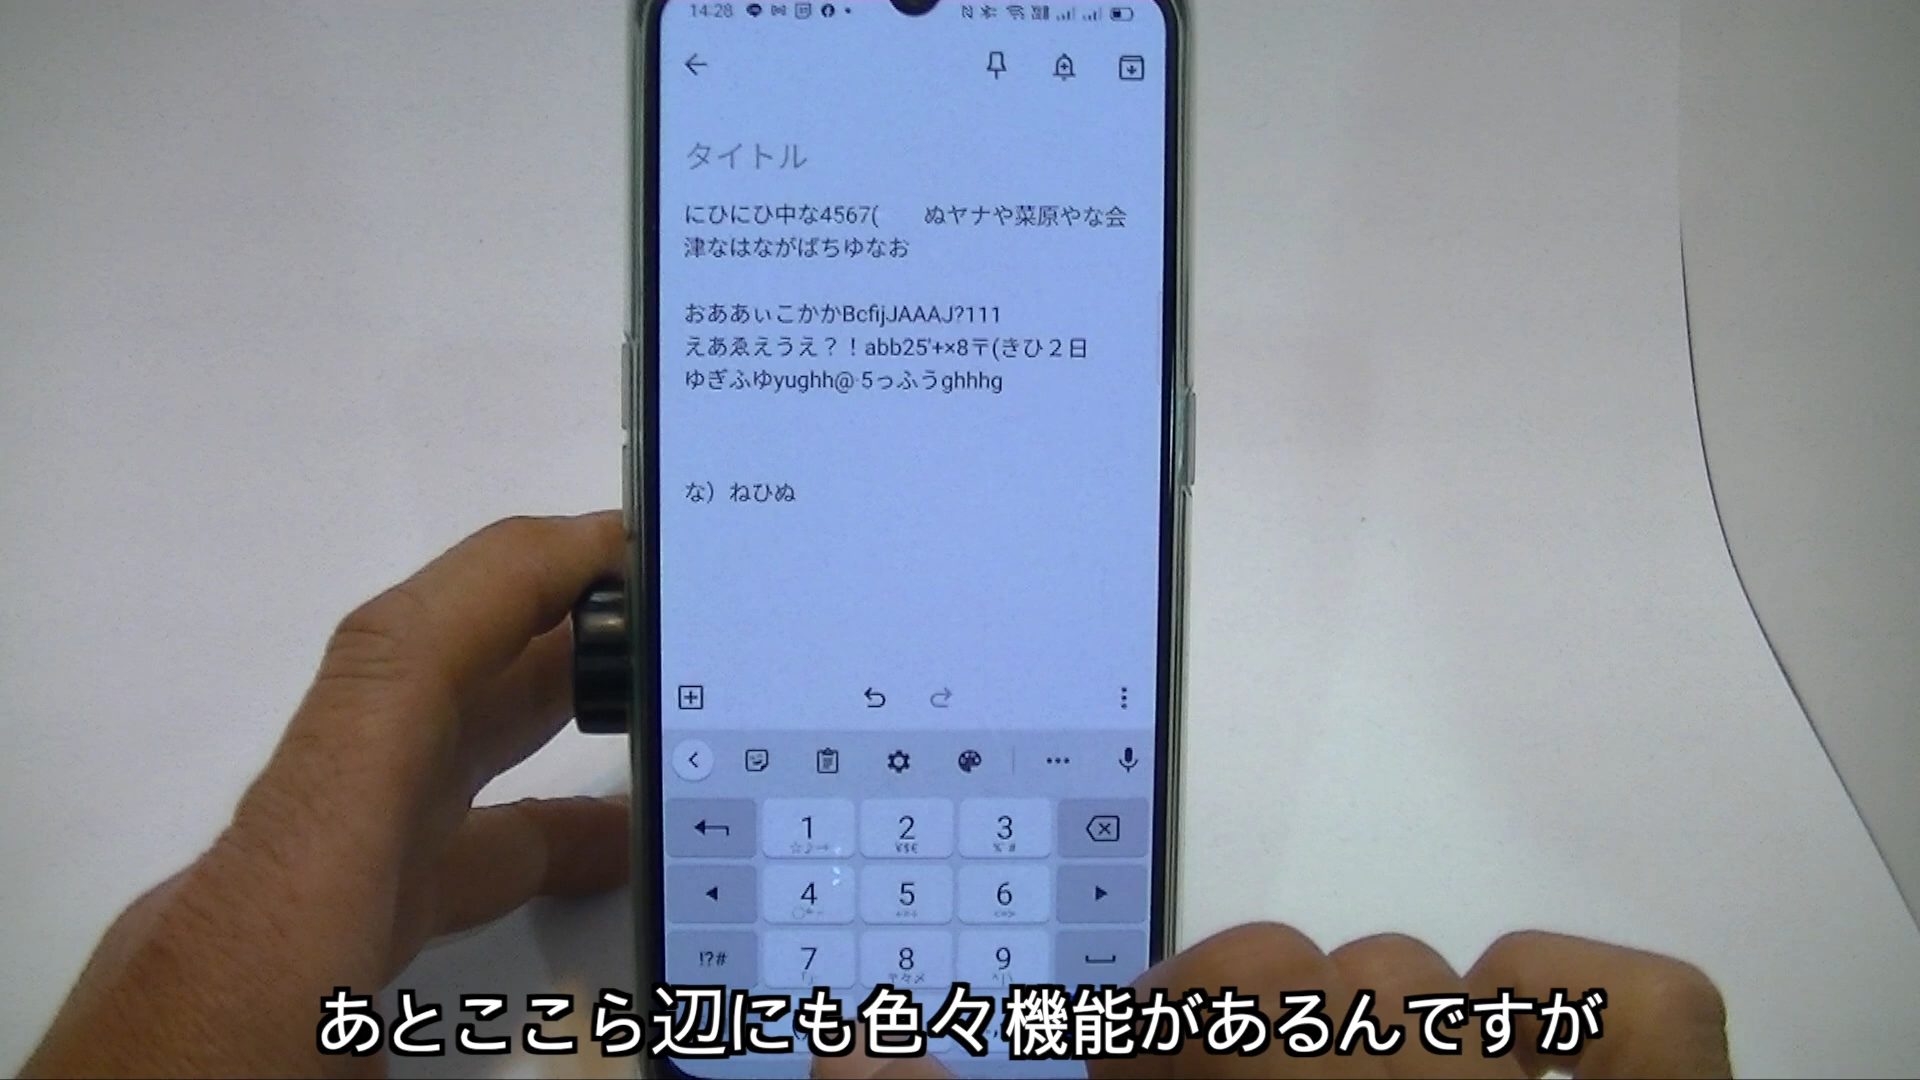 14:28
タイトル
にひにひ中な4567(　　ぬヤナや菜原やな会
津なはながばちゆなお
おああぃこかかBcfijJAAAJ?111
えあゑえうえ？！abb25'+×8〒(きひ２日
ゆぎふゆyughh@ 5っふうghhhg
な）ねひぬ
1 2 3
☆♪→ ¥$€ %゜#
4 5 6
○*・ +×÷ <=>
!?# 7 8 9
「」: 〒々〆 ^|\
あとここら辺にも色々機能があるんですが